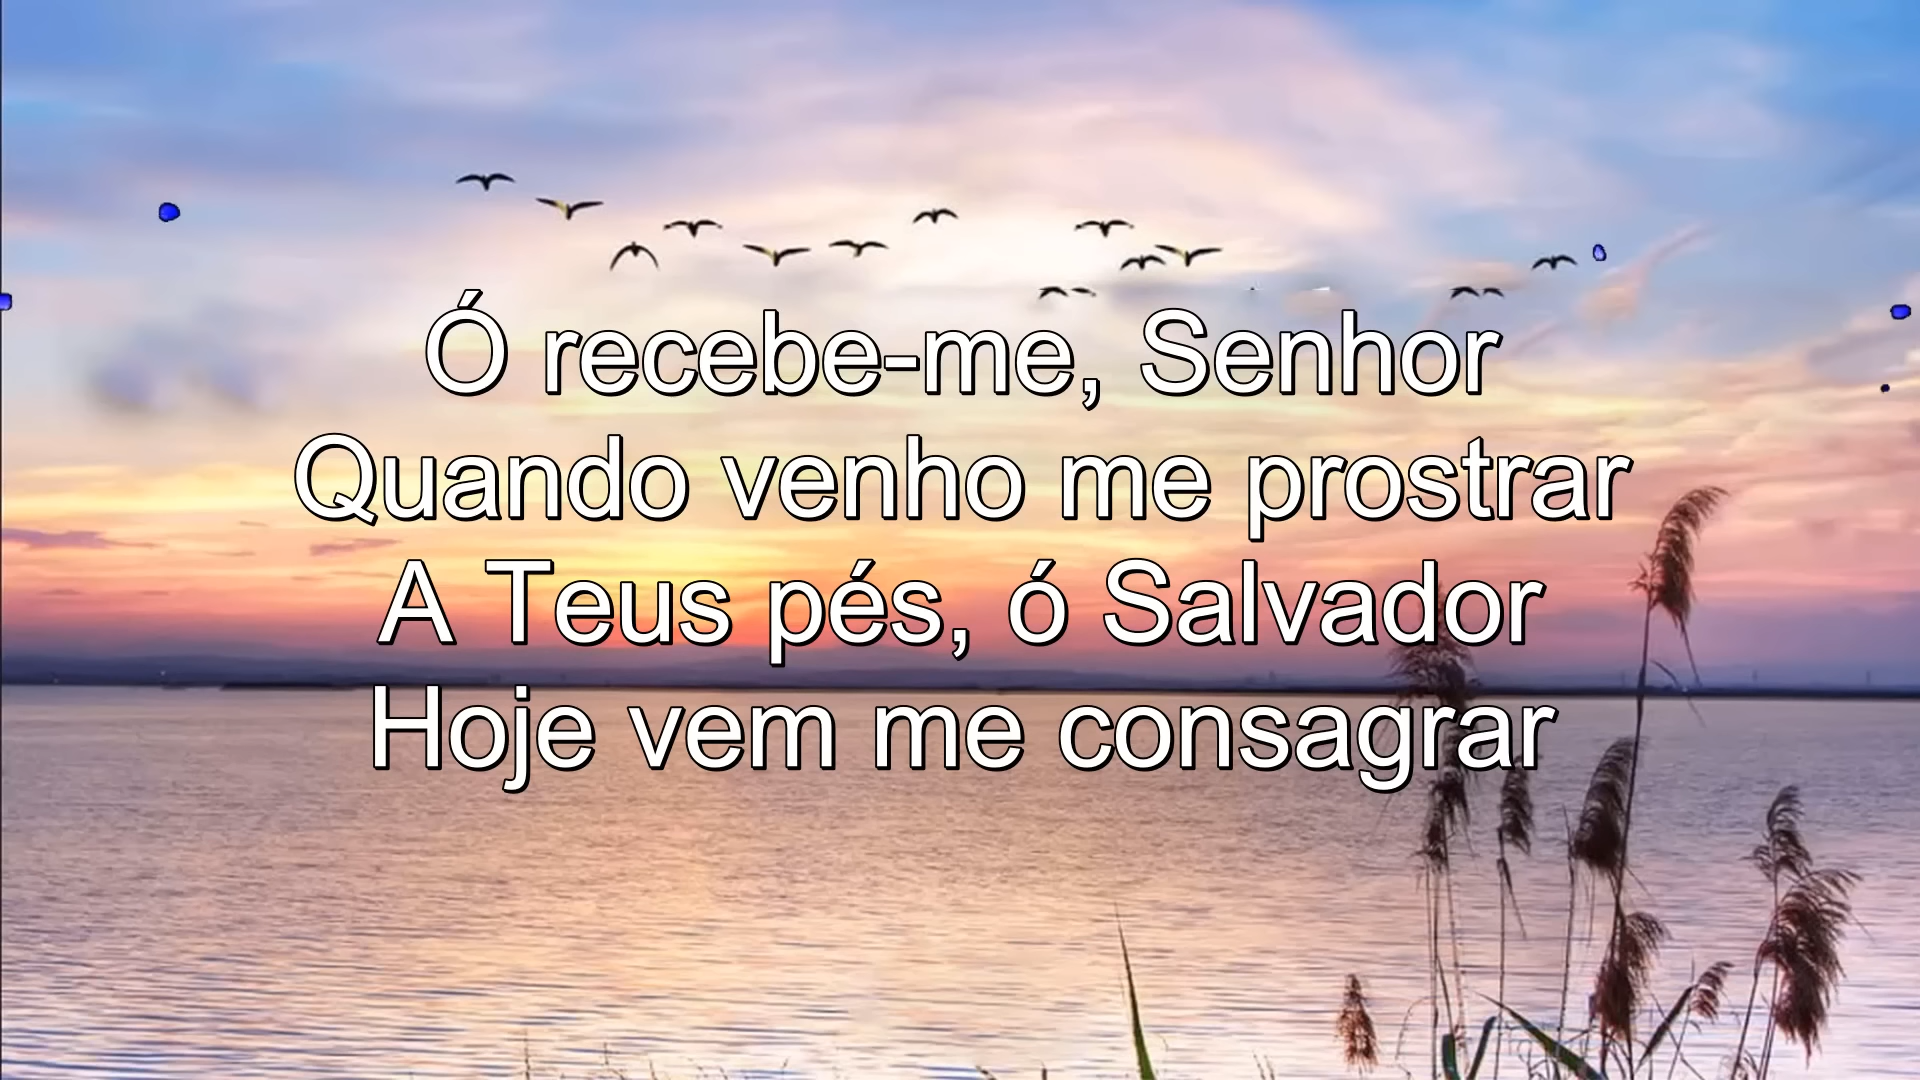 Ó recebe-me, Senhor
Quando venho me prostrar
A Teus pés, ó Salvador
Hoje vem me consagrar